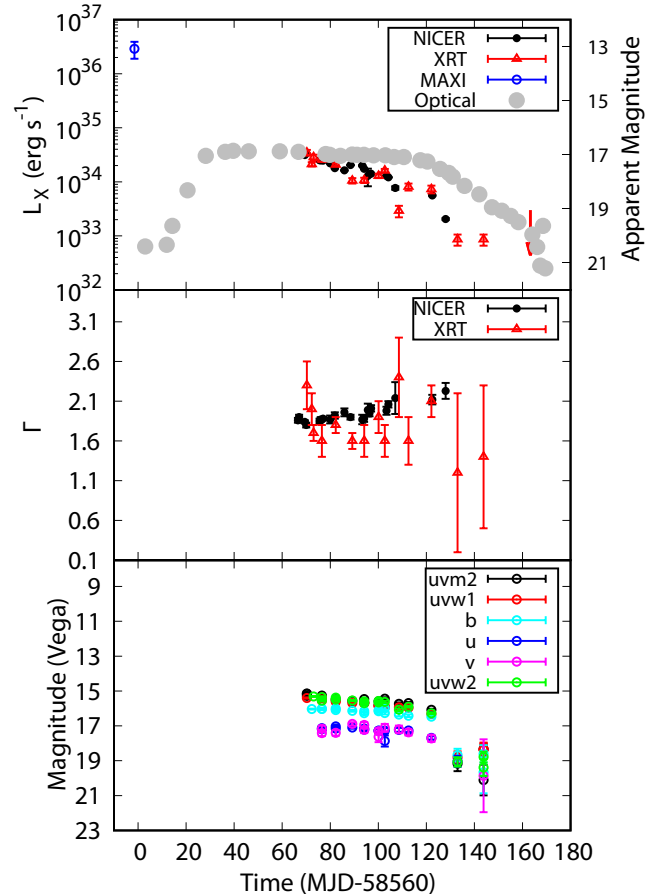 10^37
10^36
10^35
10^34
10^33
10^32
L_X (erg s^-1)
NICER
XRT
MAXI
Optical
13
15
17
19
21
Apparent Magnitude
10^0
3.1
2.6
2.1
1.6
1.1
0.6
0.1
Γ
NICER
XRT
9
11
13
15
17
19
21
23
Magnitude (Vega)
uvm2
uvw1
b
u
v
uvw2
0 20 40 60 80 100 120 140 160 180
Time (MJD-58560)